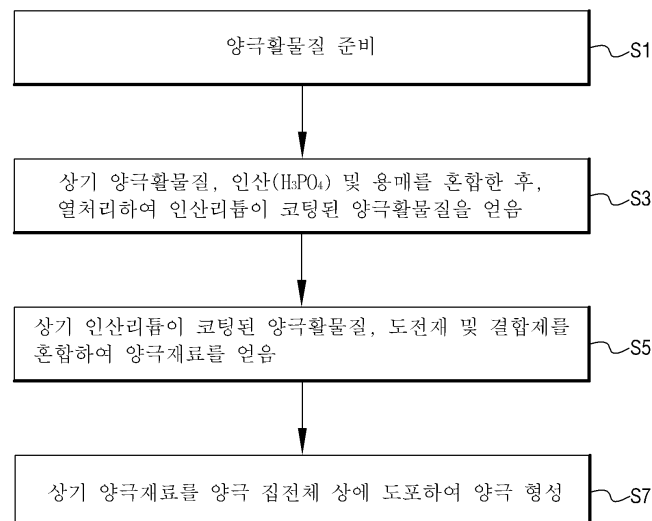 양극활물질 준비
S1
상기 양극활물질, 인산(H₃PO₄) 및 용매를 혼합한 후,
열처리하여 인산리튬이 코팅된 양극활물질을 얻음
S3
상기 인산리튬이 코팅된 양극활물질, 도전재 및 결합제를
혼합하여 양극재료를 얻음
S5
상기 양극재료를 양극 집전체 상에 도포하여 양극 형성
S7